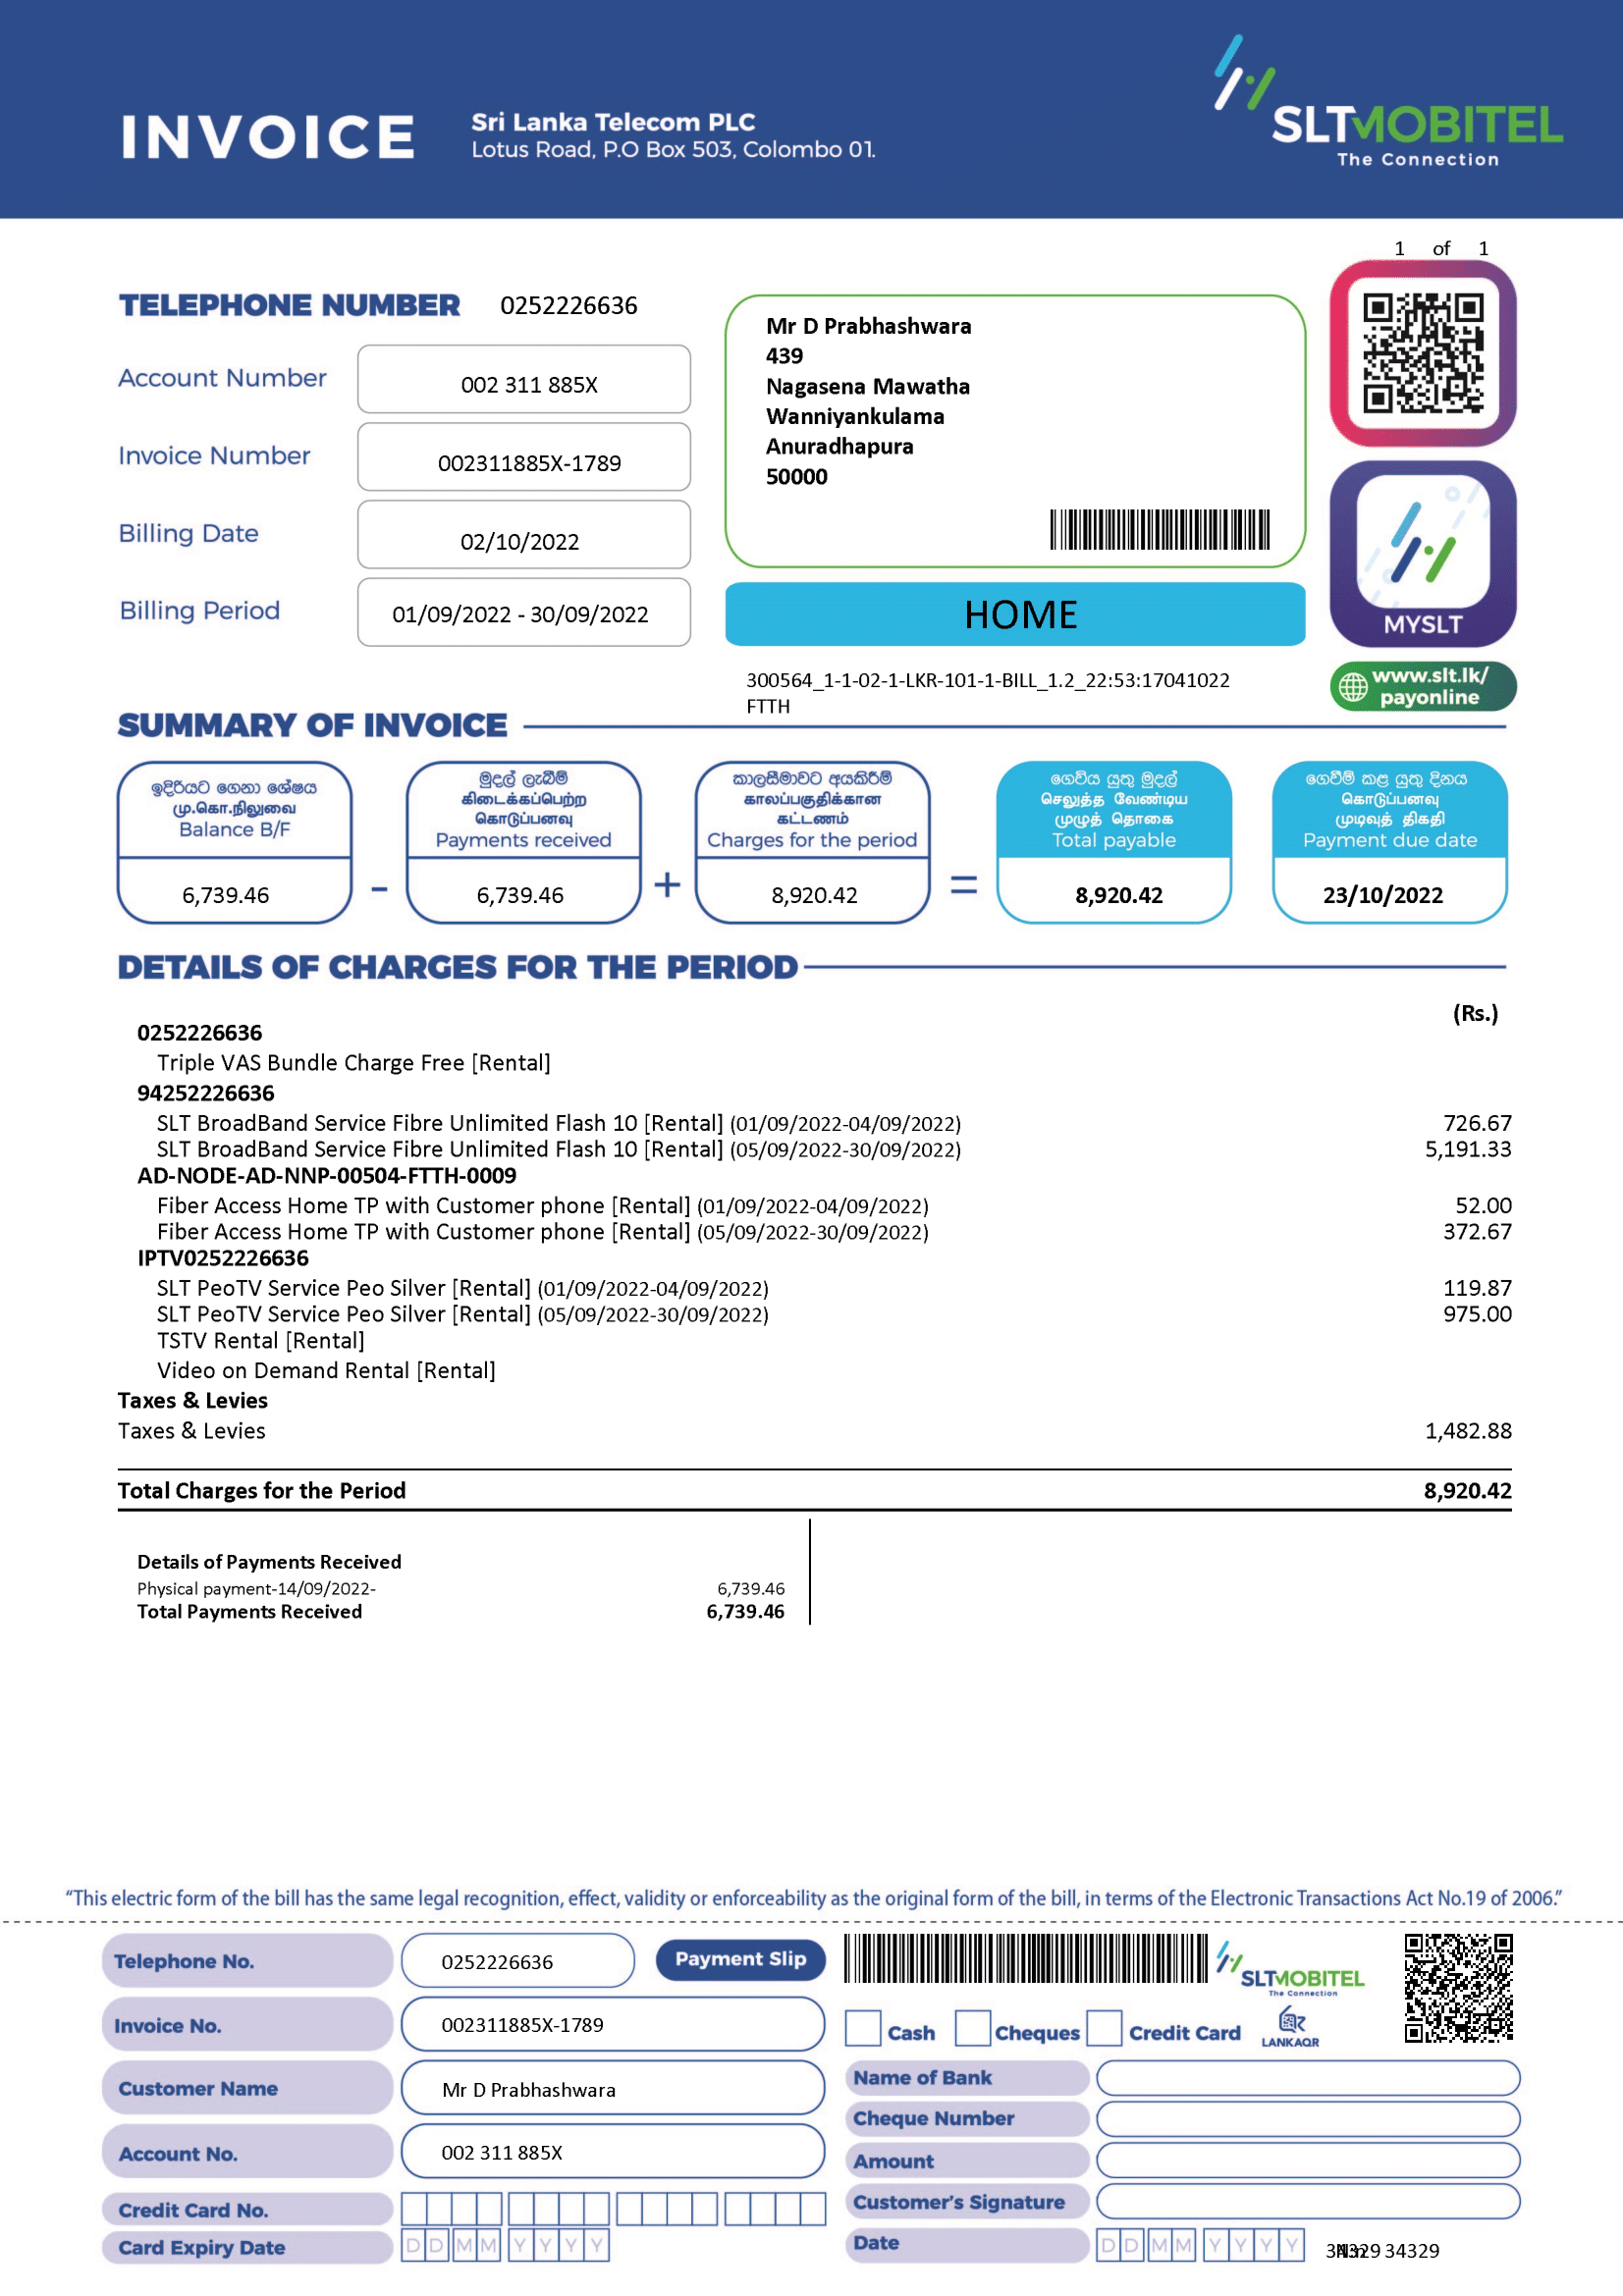 INVOICE
Sri Lanka Telecom PLC
Lotus Road, P.O Box 503, Colombo 01.
SLTMOBITEL
The Connection
1 of 1
TELEPHONE NUMBER 0252226636
Account Number 002 311 885X
Invoice Number 002311885X-1789
Billing Date 02/10/2022
Billing Period 01/09/2022 - 30/09/2022
Mr D Prabhashwara
439
Nagasena Mawatha
Wanniyankulama
Anuradhapura
50000
HOME
MYSLT
www.slt.lk/
payonline
300564_1-1-02-1-LKR-101-1-BILL_1.2_22:53:17041022
FTTH
SUMMARY OF INVOICE
ඉදිරියට ගෙනා ශේෂය
மு.கொ.நிலுவை
Balance B/F
6,739.46
-
මුදල් ලැබීම්
கிடைக்கப்பெற்ற
கொடுப்பனவு
Payments received
6,739.46
+
කාලසීමාවට අයකිරීම්
காலப்பகுதிக்கான
கட்டணம்
Charges for the period
8,920.42
=
ගෙවිය යුතු මුදල්
செலுத்த வேண்டிய
முழுத் தொகை
Total payable
8,920.42
ගෙවීම් කළ යුතු දිනය
கொடுப்பனவு
முடிவுத் திகதி
Payment due date
23/10/2022
DETAILS OF CHARGES FOR THE PERIOD
(Rs.)
0252226636
Triple VAS Bundle Charge Free [Rental]
94252226636
SLT BroadBand Service Fibre Unlimited Flash 10 [Rental] (01/09/2022-04/09/2022) 726.67
SLT BroadBand Service Fibre Unlimited Flash 10 [Rental] (05/09/2022-30/09/2022) 5,191.33
AD-NODE-AD-NNP-00504-FTTH-0009
Fiber Access Home TP with Customer phone [Rental] (01/09/2022-04/09/2022) 52.00
Fiber Access Home TP with Customer phone [Rental] (05/09/2022-30/09/2022) 372.67
IPTV0252226636
SLT PeoTV Service Peo Silver [Rental] (01/09/2022-04/09/2022) 119.87
SLT PeoTV Service Peo Silver [Rental] (05/09/2022-30/09/2022) 975.00
TSTV Rental [Rental]
Video on Demand Rental [Rental]
Taxes & Levies
Taxes & Levies 1,482.88
Total Charges for the Period 8,920.42
Details of Payments Received
Physical payment-14/09/2022- 6,739.46
Total Payments Received 6,739.46
“This electric form of the bill has the same legal recognition, effect, validity or enforceability as the original form of the bill, in terms of the Electronic Transactions Act No.19 of 2006.”
Telephone No. 0252226636
Payment Slip
SLTMOBITEL
The Connection
Invoice No. 002311885X-1789
Cash Cheques Credit Card
LANKAQR
Customer Name Mr D Prabhashwara
Name of Bank
Cheque Number
Account No. 002 311 885X
Amount
Credit Card No.
Customer's Signature
Card Expiry Date D D M M Y Y Y Y
Date D D M M Y Y Y Y
34329